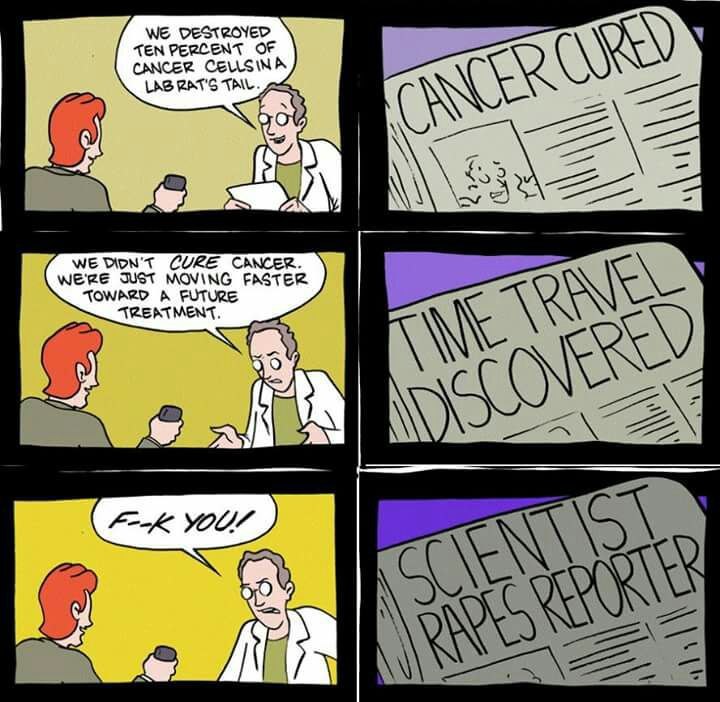 WE DESTROYED
TEN PERCENT OF
CANCER CELLS IN A
LAB RAT'S TAIL.
CANCER CURED
WE DIDN'T CURE CANCER.
WE'RE JUST MOVING FASTER
TOWARD A FUTURE
TREATMENT.
TIME TRAVEL
DISCOVERED
F--K YOU!
SCIENTIST
RAPES REPORTER